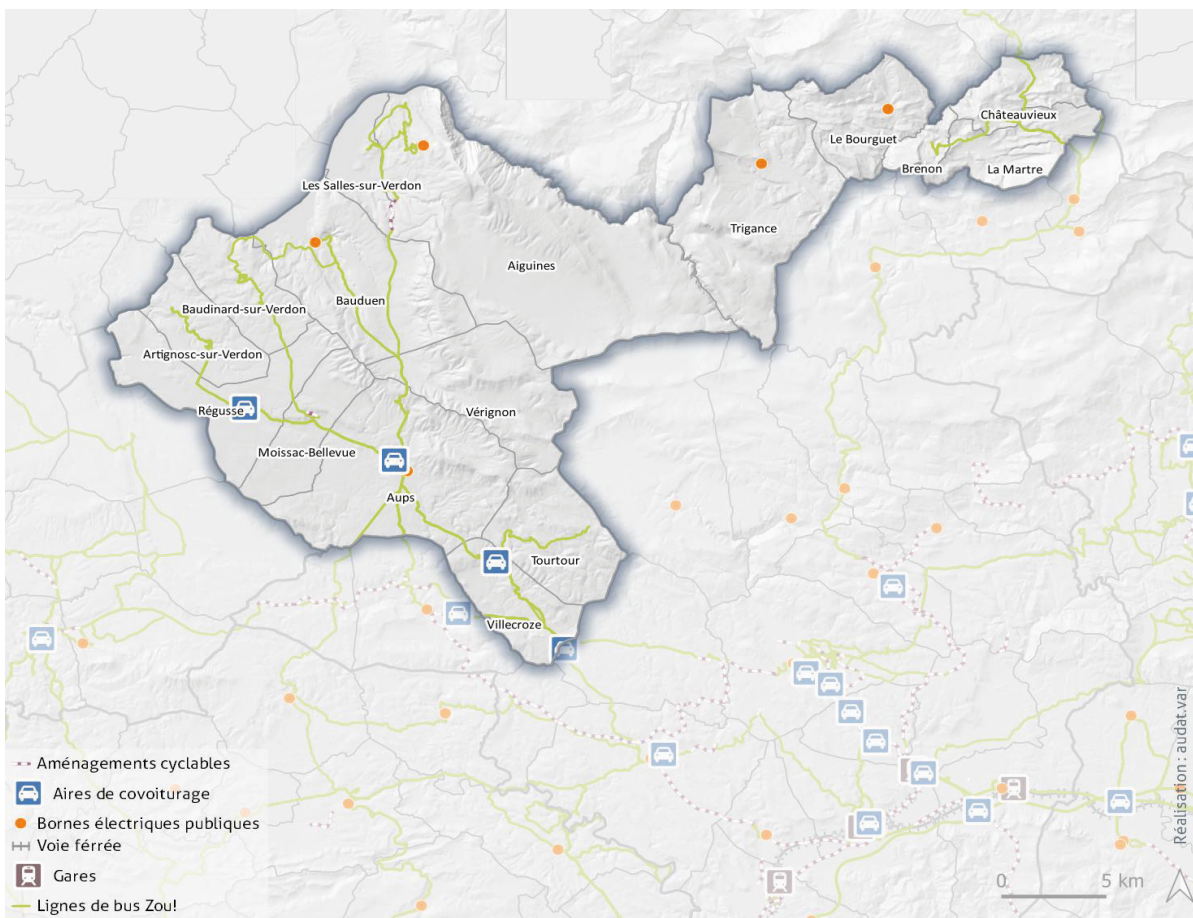 Châteauvieux
Le Bourguet
Brenon
La Martre
Les Salles-sur-Verdon
Trigance
Aiguines
Bauduen
Baudinard-sur-Verdon
Artignosc-sur-Verdon
Régusse
Vérignon
Moissac-Bellevue
Aups
Tourtour
Villecroze
Aménagements cyclables
Aires de covoiturage
Bornes électriques publiques
Voie férrée
Gares
Lignes de bus Zou!
0 5 km
Réalisation : audat.var